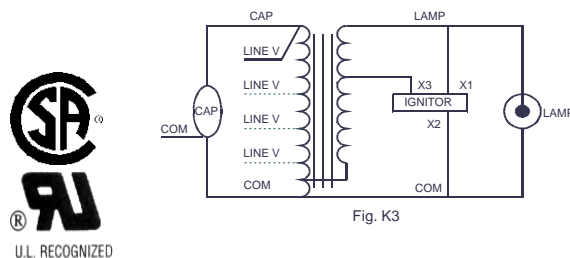 CAP
LAMP
LINE V
LINE V
X3 X1
IGNITOR
CAP
LAMP
LINE V
X2
COM
LINE V
COM
COM
Fig. K3
SA
®
RU
®
U.L. RECOGNIZED